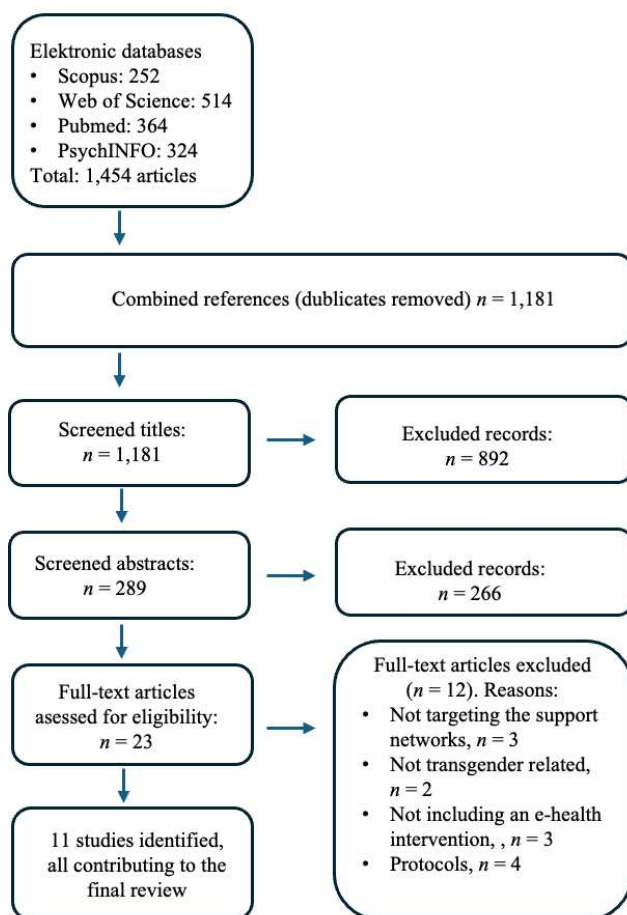 Elektronic databases
• Scopus: 252
• Web of Science: 514
• Pubmed: 364
• PsychINFO: 324
Total: 1,454 articles
Combined references (dublicates removed) n = 1,181
Screened titles:
n = 1,181
Excluded records:
n = 892
Screened abstracts:
n = 289
Excluded records:
n = 266
Full-text articles
asessed for eligibility:
n = 23
Full-text articles excluded
(n = 12). Reasons:
• Not targeting the support
networks, n = 3
• Not transgender related,
n = 2
• Not including an e-health
intervention, , n = 3
• Protocols, n = 4
11 studies identified,
all contributing to the
final review